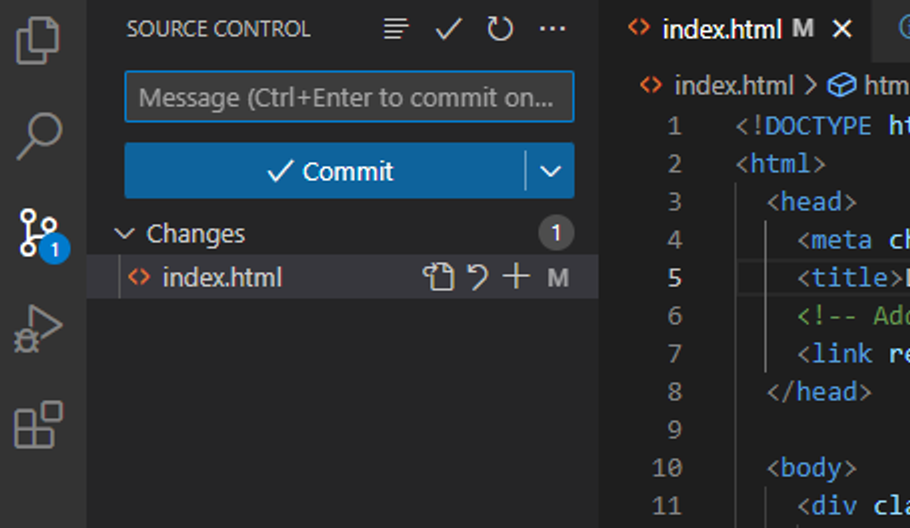 SOURCE CONTROL
Message (Ctrl+Enter to commit on...
Commit
Changes 1
index.html M
1
index.html M
index.html > htm
1 <!DOCTYPE ht
2 <html>
3 <head>
4 <meta ch
5 <title>
6 <!-- Add
7 <link re
8 </head>
9
10 <body>
11 <div cla